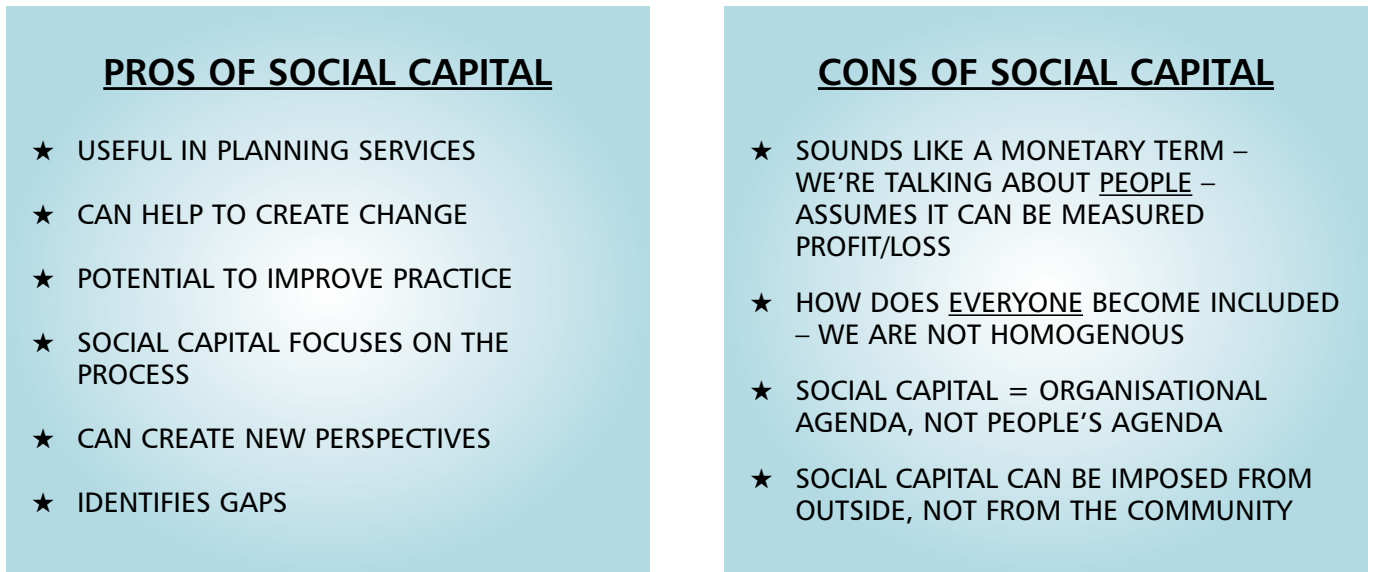 PROS OF SOCIAL CAPITAL
★ USEFUL IN PLANNING SERVICES
★ CAN HELP TO CREATE CHANGE
★ POTENTIAL TO IMPROVE PRACTICE
★ SOCIAL CAPITAL FOCUSES ON THE
PROCESS
★ CAN CREATE NEW PERSPECTIVES
★ IDENTIFIES GAPS
CONS OF SOCIAL CAPITAL
★ SOUNDS LIKE A MONETARY TERM –
WE’RE TALKING ABOUT PEOPLE –
ASSUMES IT CAN BE MEASURED
PROFIT/LOSS
★ HOW DOES EVERYONE BECOME INCLUDED
– WE ARE NOT HOMOGENOUS
★ SOCIAL CAPITAL = ORGANISATIONAL
AGENDA, NOT PEOPLE’S AGENDA
★ SOCIAL CAPITAL CAN BE IMPOSED FROM
OUTSIDE, NOT FROM THE COMMUNITY